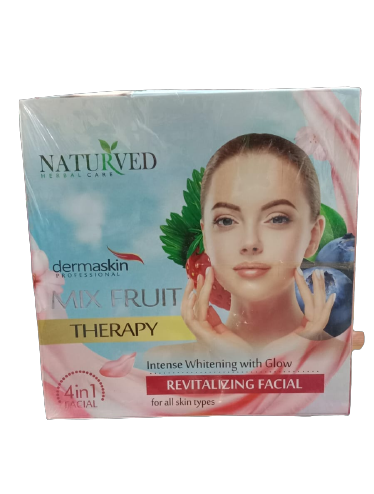 NATURVED
HERBAL CARE
dermaskin
PROFESSIONAL
MIX FRUIT
THERAPY
Intense Whitening with Glow
REVITALIZING FACIAL
for all skin types
4in1
FACIAL